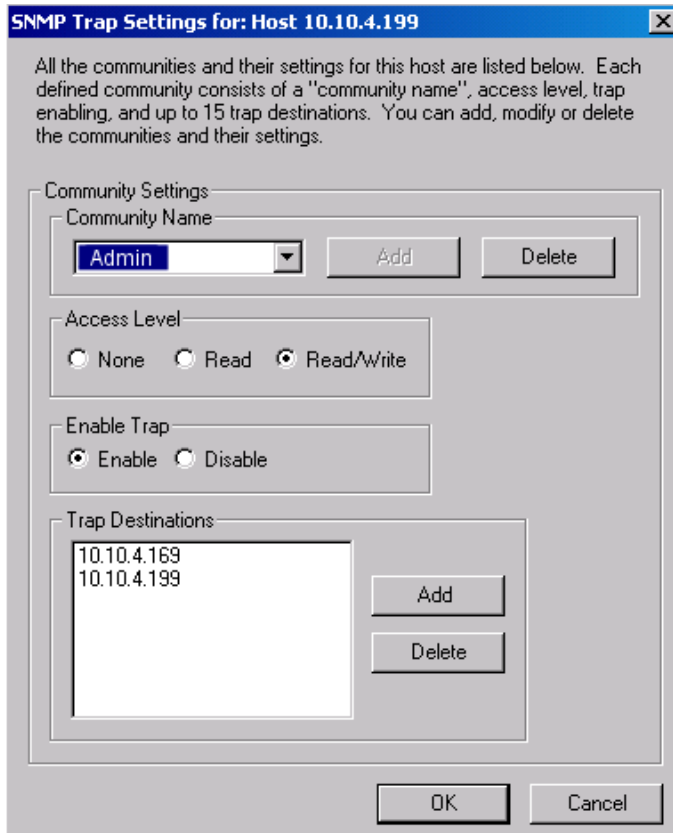 SNMP Trap Settings for: Host 10.10.4.199
All the communities and their settings for this host are listed below. Each
defined community consists of a "community name", access level, trap
enabling, and up to 15 trap destinations. You can add, modify or delete
the communities and their settings.
Community Settings
Community Name
Admin
Add
Delete
Access Level
None
Read
Read/Write
Enable Trap
Enable
Disable
Trap Destinations
10.10.4.169
10.10.4.199
Add
Delete
OK
Cancel